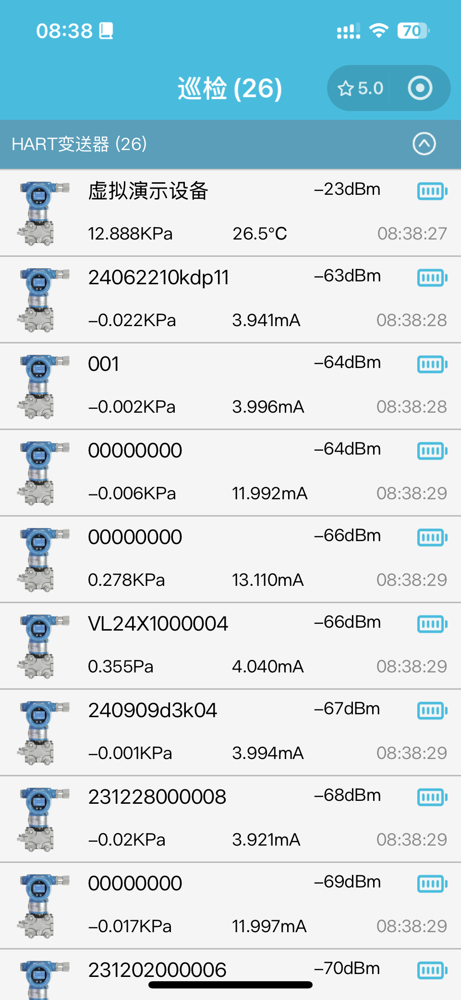 08:38
70
巡检 (26)
5.0
HART变送器 (26)
虚拟演示设备 -23dBm
12.888KPa 26.5°C 08:38:27
24062210kdp11 -63dBm
-0.022KPa 3.941mA 08:38:28
001 -64dBm
-0.002KPa 3.996mA 08:38:28
00000000 -64dBm
-0.006KPa 11.992mA 08:38:29
00000000 -66dBm
0.278KPa 13.110mA 08:38:29
VL24X1000004 -66dBm
0.355Pa 4.040mA 08:38:29
240909d3k04 -67dBm
-0.001KPa 3.994mA 08:38:29
231228000008 -68dBm
-0.02KPa 3.921mA 08:38:29
00000000 -69dBm
-0.017KPa 11.997mA 08:38:29
231202000006 -70dBm